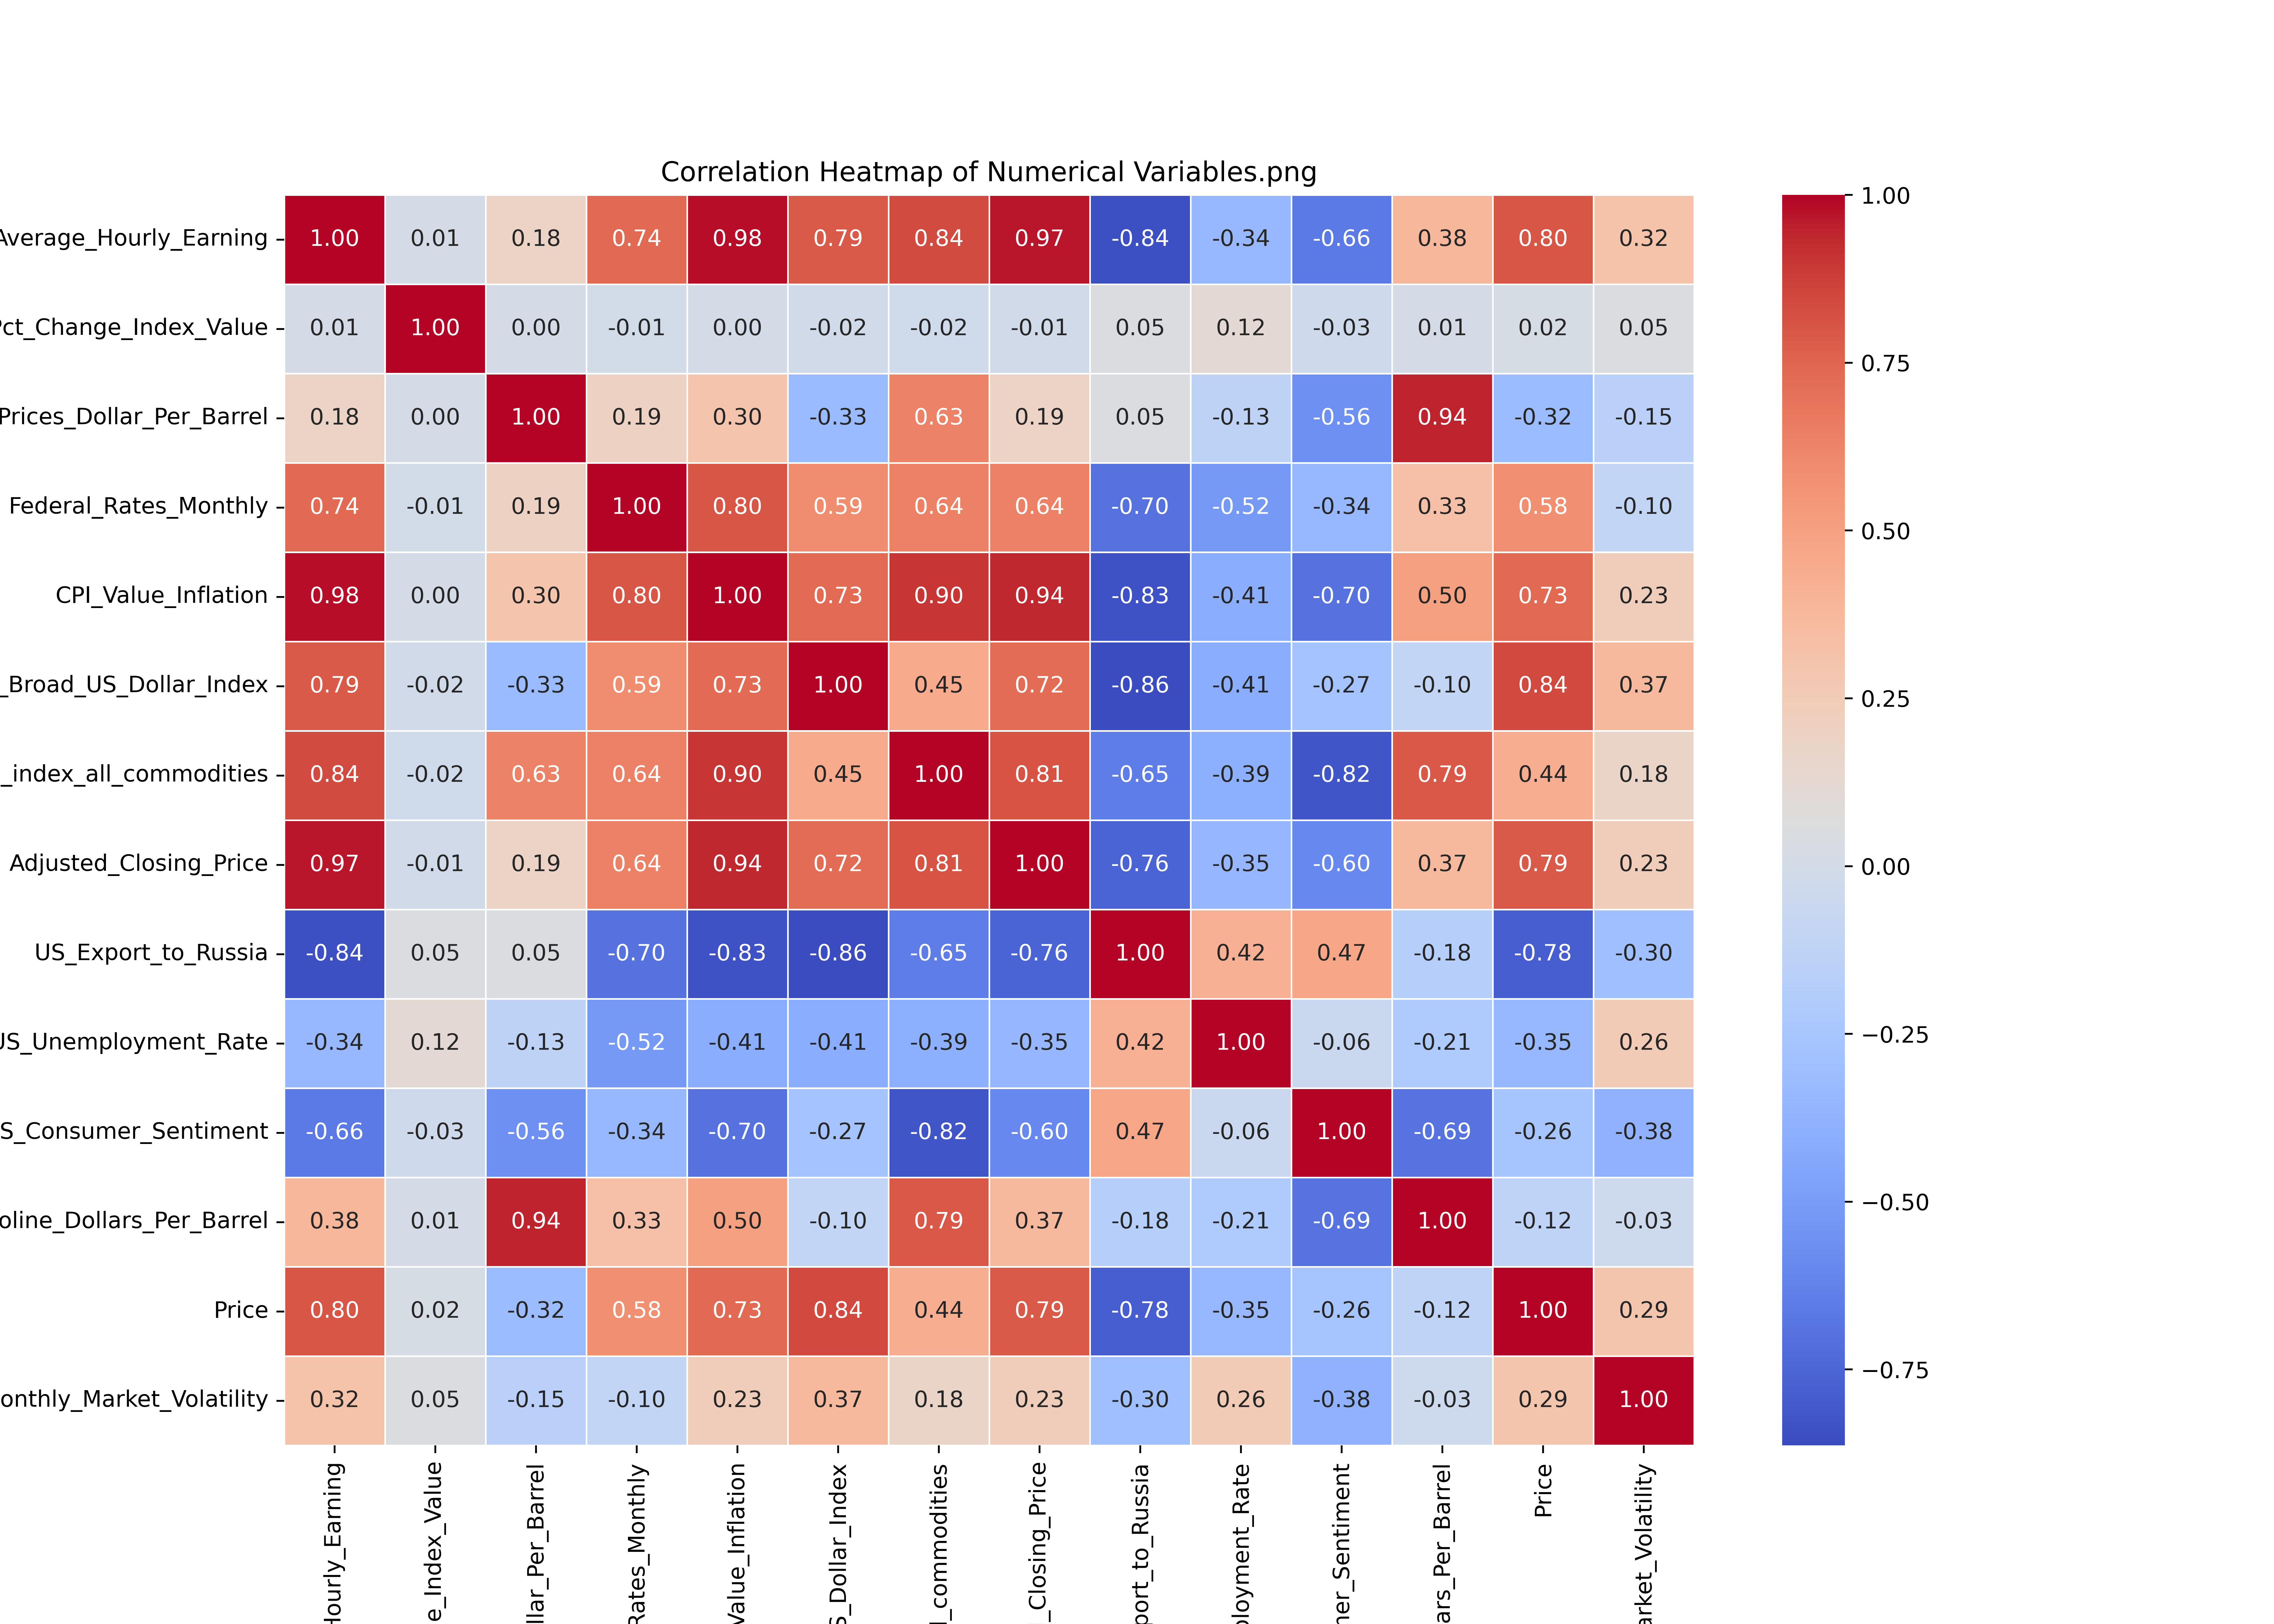 Correlation Heatmap of Numerical Variables.png
Average_Hourly_Earning 1.00 0.01 0.18 0.74 0.98 0.79 0.84 0.97 -0.84 -0.34 -0.66 0.38 0.80 0.32
Pct_Change_Index_Value 0.01 1.00 0.00 -0.01 0.00 -0.02 -0.02 -0.01 0.05 0.12 -0.03 0.01 0.02 0.05
Prices_Dollar_Per_Barrel 0.18 0.00 1.00 0.19 0.30 -0.33 0.63 0.19 0.05 -0.13 -0.56 0.94 -0.32 -0.15
Federal_Rates_Monthly 0.74 -0.01 0.19 1.00 0.80 0.59 0.64 0.64 -0.70 -0.52 -0.34 0.33 0.58 -0.10
CPI_Value_Inflation 0.98 0.00 0.30 0.80 1.00 0.73 0.90 0.94 -0.83 -0.41 -0.70 0.50 0.73 0.23
_Broad_US_Dollar_Index 0.79 -0.02 -0.33 0.59 0.73 1.00 0.45 0.72 -0.86 -0.41 -0.27 -0.10 0.84 0.37
_index_all_commodities 0.84 -0.02 0.63 0.64 0.90 0.45 1.00 0.81 -0.65 -0.39 -0.82 0.79 0.44 0.18
Adjusted_Closing_Price 0.97 -0.01 0.19 0.64 0.94 0.72 0.81 1.00 -0.76 -0.35 -0.60 0.37 0.79 0.23
US_Export_to_Russia -0.84 0.05 0.05 -0.70 -0.83 -0.86 -0.65 -0.76 1.00 0.42 0.47 -0.18 -0.78 -0.30
US_Unemployment_Rate -0.34 0.12 -0.13 -0.52 -0.41 -0.41 -0.39 -0.35 0.42 1.00 -0.06 -0.21 -0.35 0.26
S_Consumer_Sentiment -0.66 -0.03 -0.56 -0.34 -0.70 -0.27 -0.82 -0.60 0.47 -0.06 1.00 -0.69 -0.26 -0.38
oline_Dollars_Per_Barrel 0.38 0.01 0.94 0.33 0.50 -0.10 0.79 0.37 -0.18 -0.21 -0.69 1.00 -0.12 -0.03
Price 0.80 0.02 -0.32 0.58 0.73 0.84 0.44 0.79 -0.78 -0.35 -0.26 -0.12 1.00 0.29
onthly_Market_Volatility 0.32 0.05 -0.15 -0.10 0.23 0.37 0.18 0.23 -0.30 0.26 -0.38 -0.03 0.29 1.00
Hourly_Earning
e_Index_Value
llar_Per_Barrel
Rates_Monthly
Value_Inflation
S_Dollar_Index
l_commodities
_Closing_Price
port_to_Russia
ployment_Rate
mer_Sentiment
ars_Per_Barrel
Price
arket_Volatility
1.00
0.75
0.50
0.25
0.00
−0.25
−0.50
−0.75